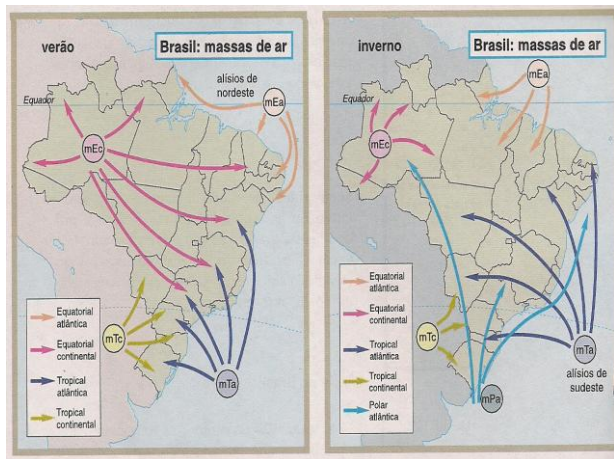 verão
Brasil: massas de ar
alísios de
nordeste
mEa
Equador
mEc
mTc
mTa
Equatorial
atlântica
Equatorial
continental
Tropical
atlântica
Tropical
continental
inverno
Brasil: massas de ar
mEa
Equador
mEc
mTc
mTa
alísios de
sudeste
mPa
Equatorial
atlântica
Equatorial
continental
Tropical
atlântica
Tropical
continental
Polar
atlântica